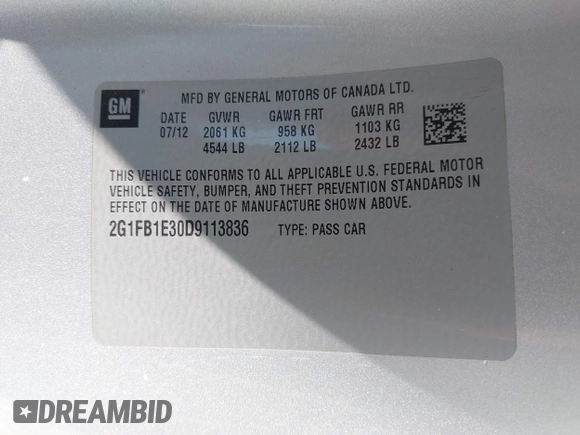 GM
MFD BY GENERAL MOTORS OF CANADA LTD.
DATE GVWR GAWR FRT GAWR RR
07/12 2061 KG 958 KG 1103 KG
4544 LB 2112 LB 2432 LB
THIS VEHICLE CONFORMS TO ALL APPLICABLE U.S. FEDERAL MOTOR
VEHICLE SAFETY, BUMPER, AND THEFT PREVENTION STANDARDS IN
EFFECT ON THE DATE OF MANUFACTURE SHOWN ABOVE.
2G1FB1E30D9113836 TYPE: PASS CAR
DREAMBID